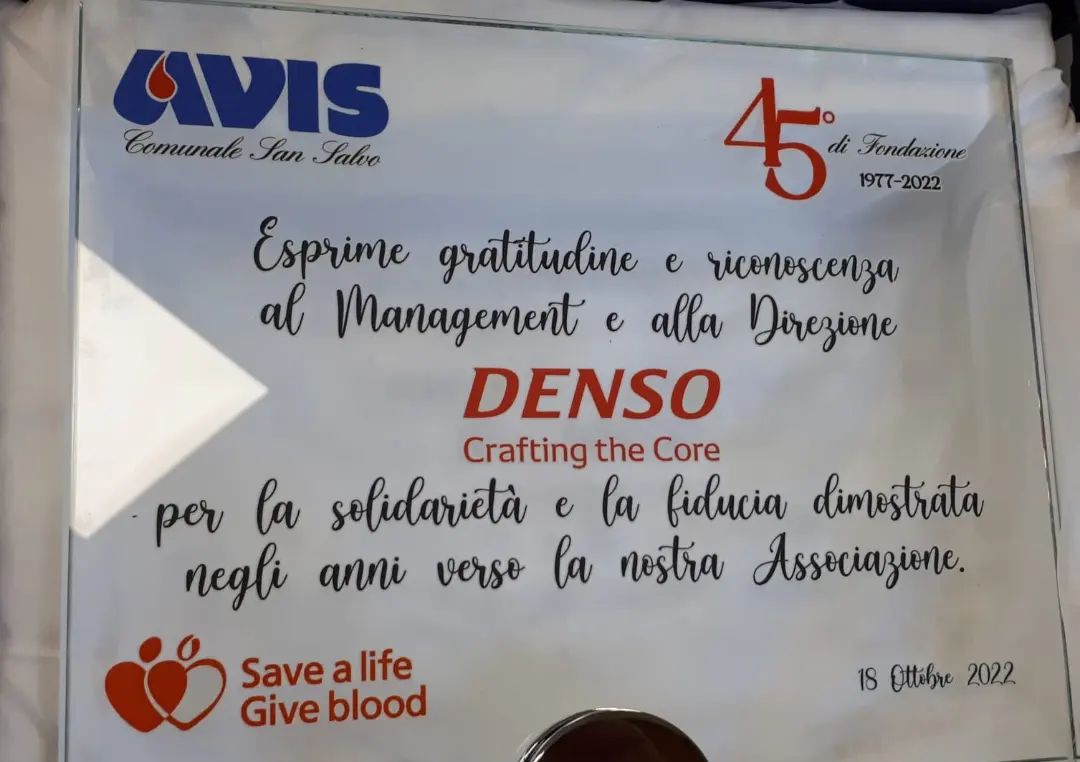 AVIS
Comunale San Salvo
45° di Fondazione
1977-2022
Esprime gratitudine e riconoscenza
al Management e alla Direzione
DENSO
Crafting the Core
per la solidarietà e la fiducia dimostrata
negli anni verso la nostra Associazione.
Save a life
Give blood
18 Ottobre 2022